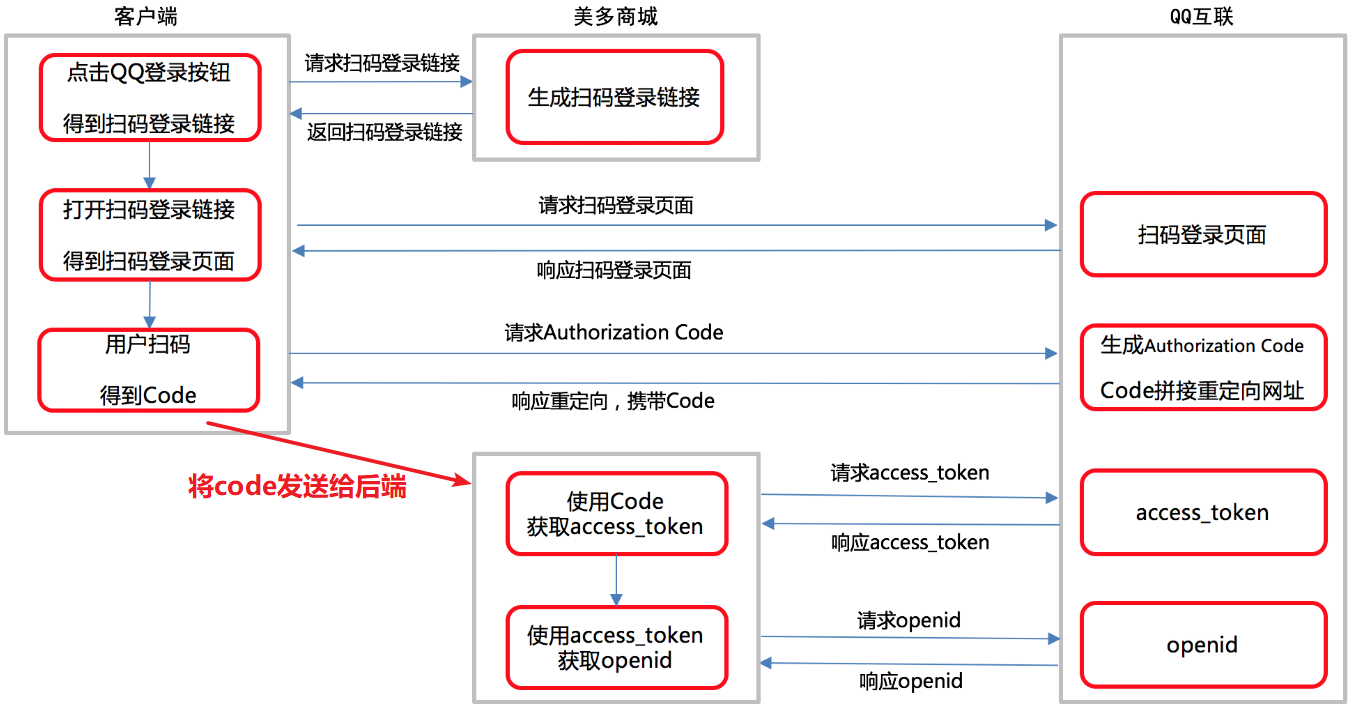 客户端
美多商城
QQ互联
点击QQ登录按钮
得到扫码登录链接
请求扫码登录链接
生成扫码登录链接
返回扫码登录链接
打开扫码登录链接
得到扫码登录页面
请求扫码登录页面
响应扫码登录页面
扫码登录页面
用户扫码
得到Code
请求Authorization Code
响应重定向，携带Code
生成Authorization Code
Code拼接重定向网址
将code发送给后端
使用Code
获取access_token
请求access_token
响应access_token
access_token
使用access_token
获取openid
请求openid
响应openid
openid